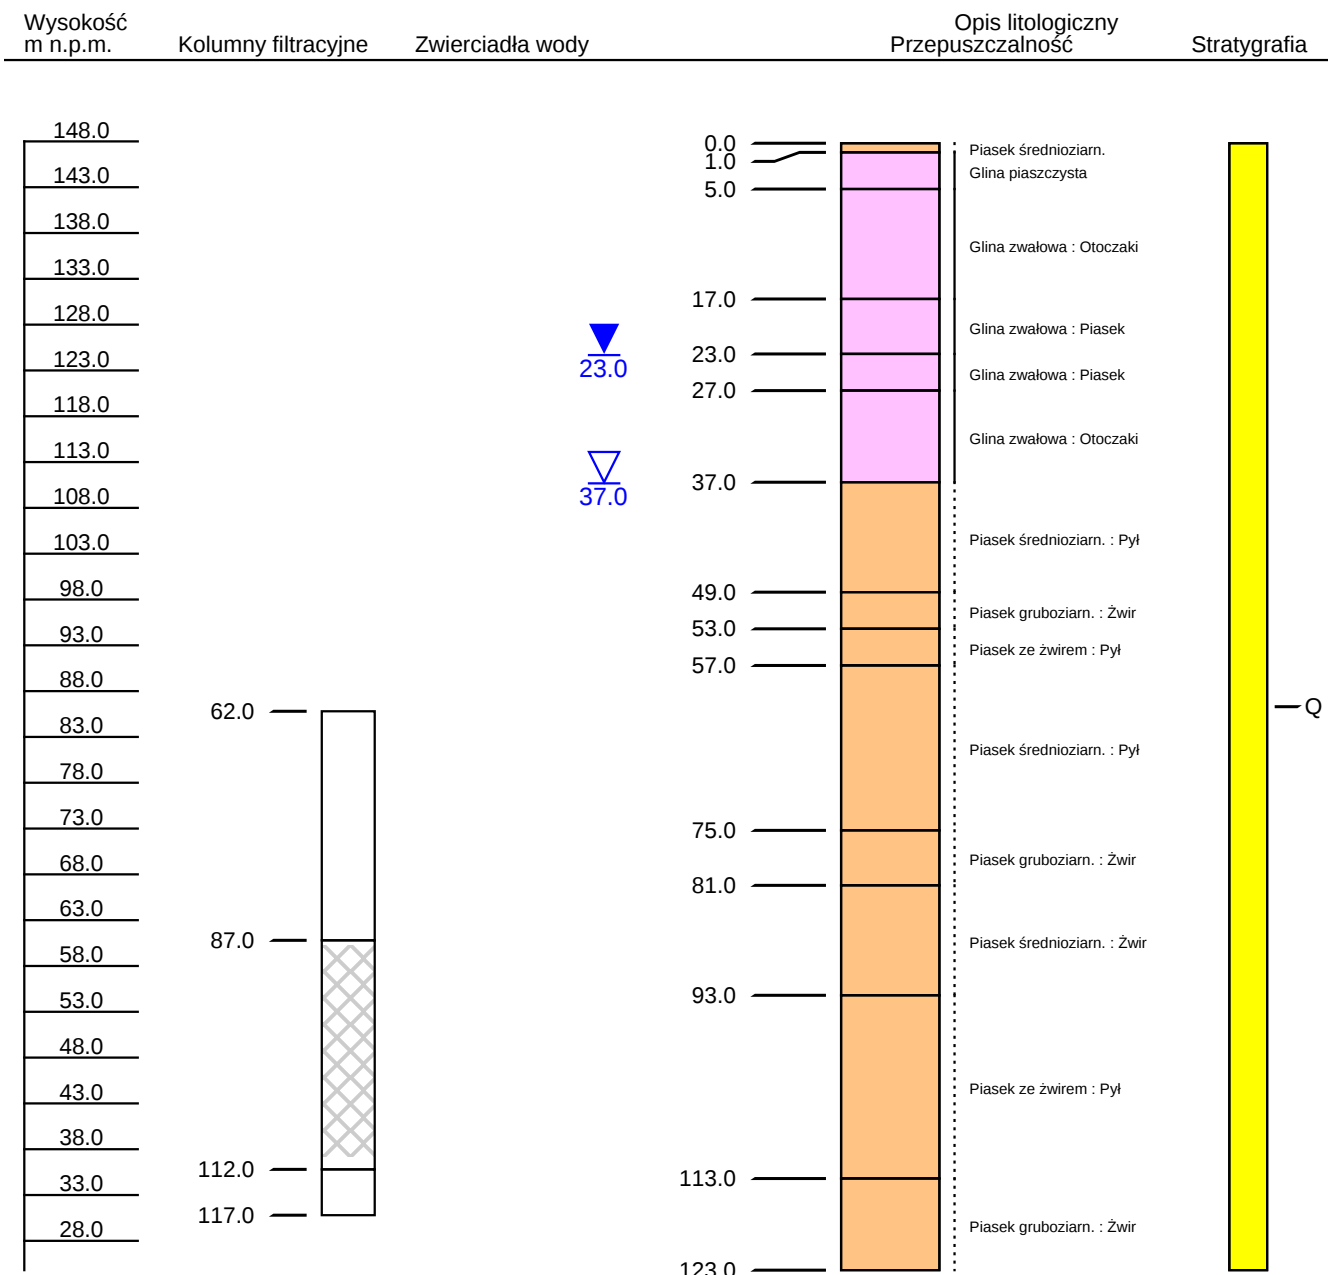 Wysokość
m n.p.m.
Kolumny filtracyjne
Zwierciadła wody
Opis litologiczny
Przepuszczalność
Stratygrafia
148.0
143.0
138.0
133.0
128.0
123.0
118.0
113.0
108.0
103.0
98.0
93.0
88.0
83.0
78.0
73.0
68.0
63.0
58.0
53.0
48.0
43.0
38.0
33.0
28.0
62.0
87.0
112.0
117.0
23.0
37.0
0.0
1.0
5.0
17.0
23.0
27.0
37.0
49.0
53.0
57.0
75.0
81.0
93.0
113.0
123.0
Piasek średnioziarn.
Glina piaszczysta
Glina zwałowa : Otoczaki
Glina zwałowa : Piasek
Glina zwałowa : Piasek
Glina zwałowa : Otoczaki
Piasek średnioziarn. : Pył
Piasek gruboziarn. : Żwir
Piasek ze żwirem : Pył
Piasek średnioziarn. : Pył
Piasek gruboziarn. : Żwir
Piasek średnioziarn. : Żwir
Piasek ze żwirem : Pył
Piasek gruboziarn. : Żwir
Q